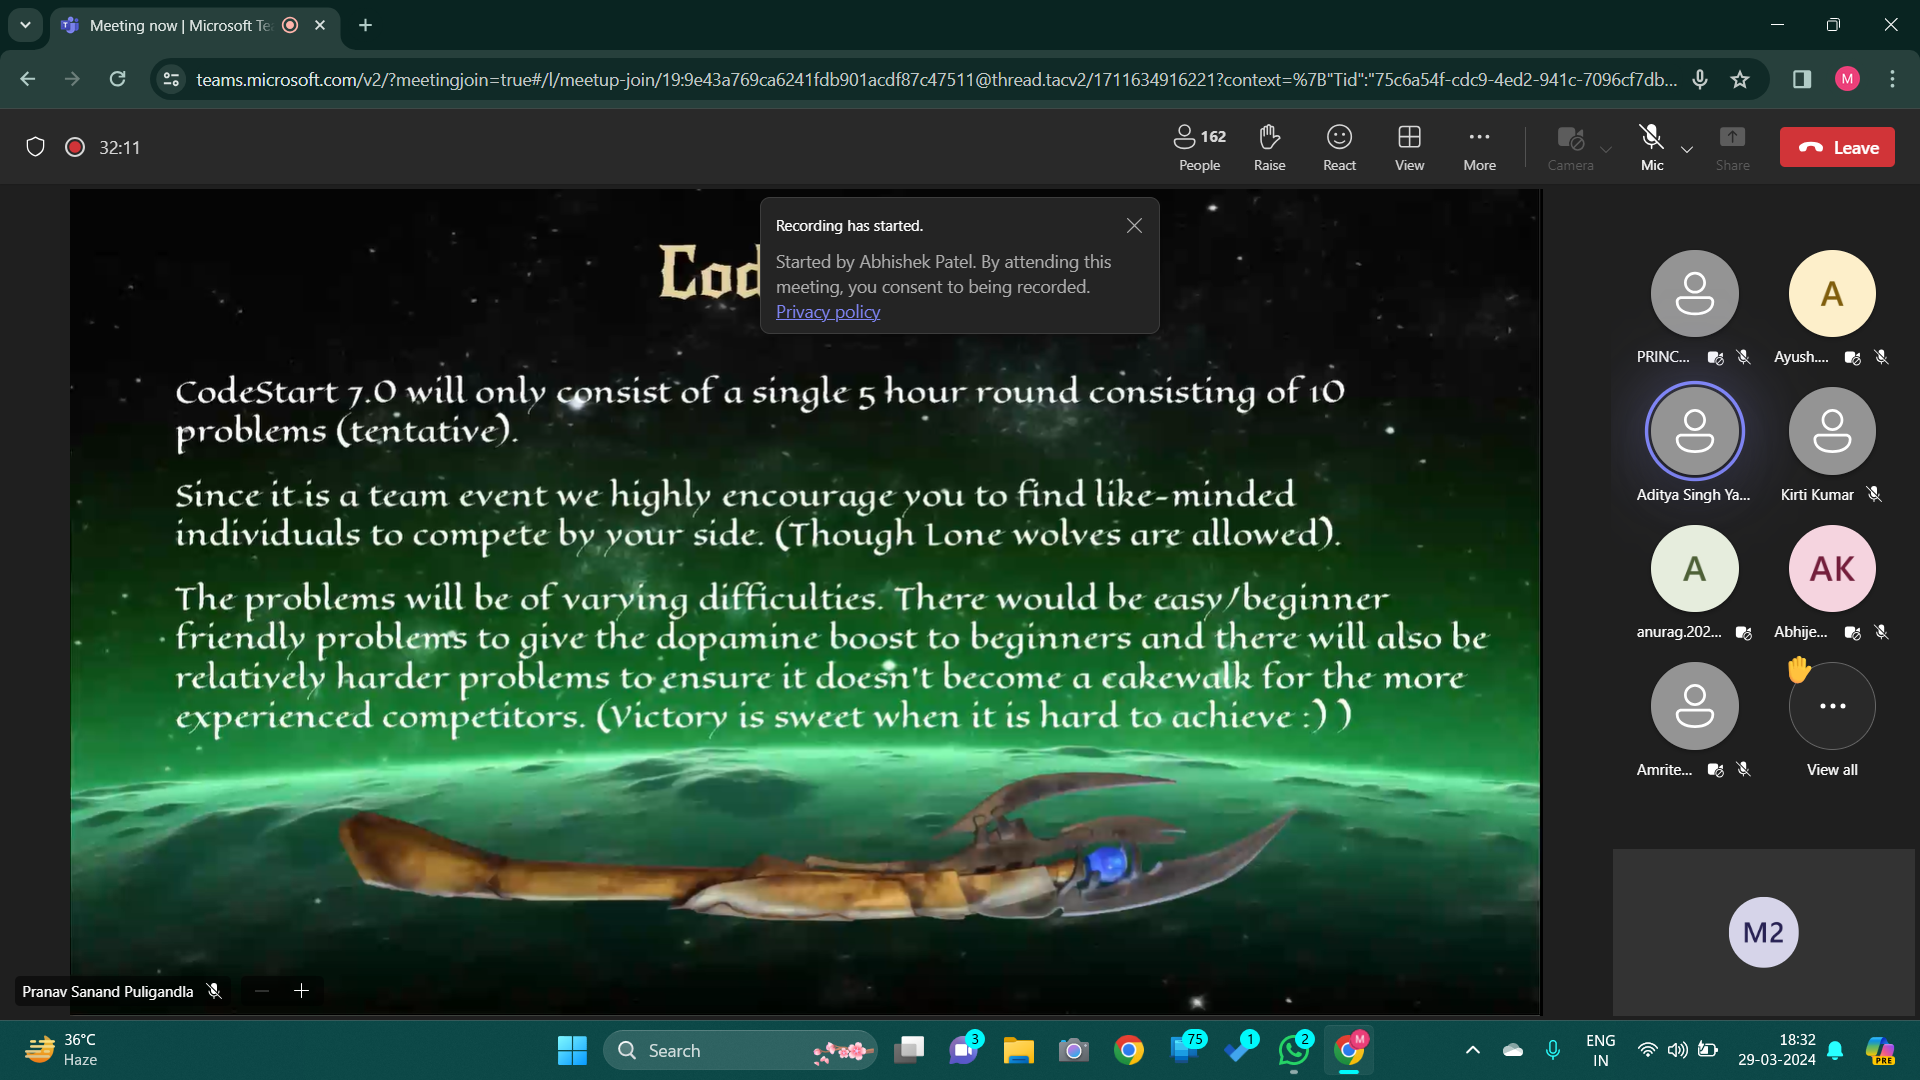 Meeting now | Microsoft Te
teams.microsoft.com/v2/?meetingjoin=true#/l/meetup-join/19:9e43a769ca6241fdb901acdf87c47511@thread.tacv2/1711634916221?context=%7B"Tid":"75c6a54f-cdc9-4ed2-941c-7096cf7db...
M
32:11
162
People
Raise
React
View
More
Camera
Mic
Share
Leave
Recording has started.
Started by Abhishek Patel. By attending this
meeting, you consent to being recorded.
Privacy policy
Cod
CodeStart 7.0 will only consist of a single 5 hour round consisting of 10
problems (tentative).
Since it is a team event we highly encourage you to find like-minded
individuals to compete by your side. (Though Lone wolves are allowed).
The problems will be of varying difficulties. There would be easy/beginner
friendly problems to give the dopamine boost to beginners and there will also be
relatively harder problems to ensure it doesn't become a cakewalk for the more
experienced competitors. (Victory is sweet when it is hard to achieve :) )
A
PRINC...
Ayush....
Aditya Singh Ya...
Kirti Kumar
A
AK
anurag.202...
Abhije...
Amrite...
View all
M2
Pranav Sanand Puligandla
36°C
Haze
Search
3
75
1
2
M
ENG
IN
18:32
29-03-2024
PRE